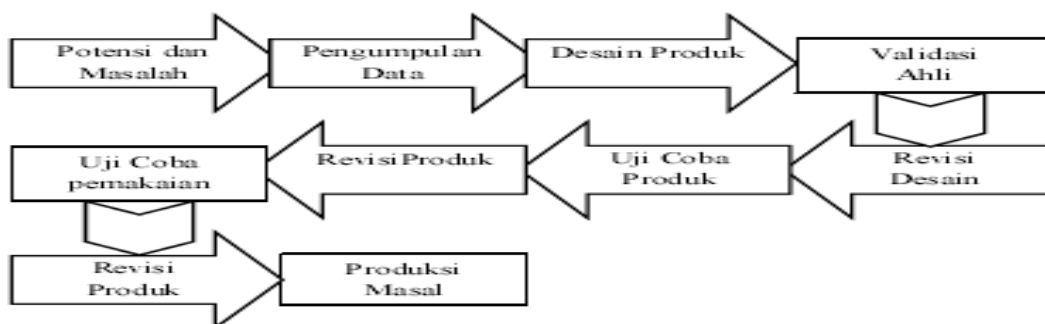 Potensi dan
Masalah
Pengumpulan
Data
Desain Produk
Validasi
Ahli
Revisi
Desain
Uji Coba
Produk
Revisi Produk
Uji Coba
pemakaian
Revisi
Produk
Produksi
Masal